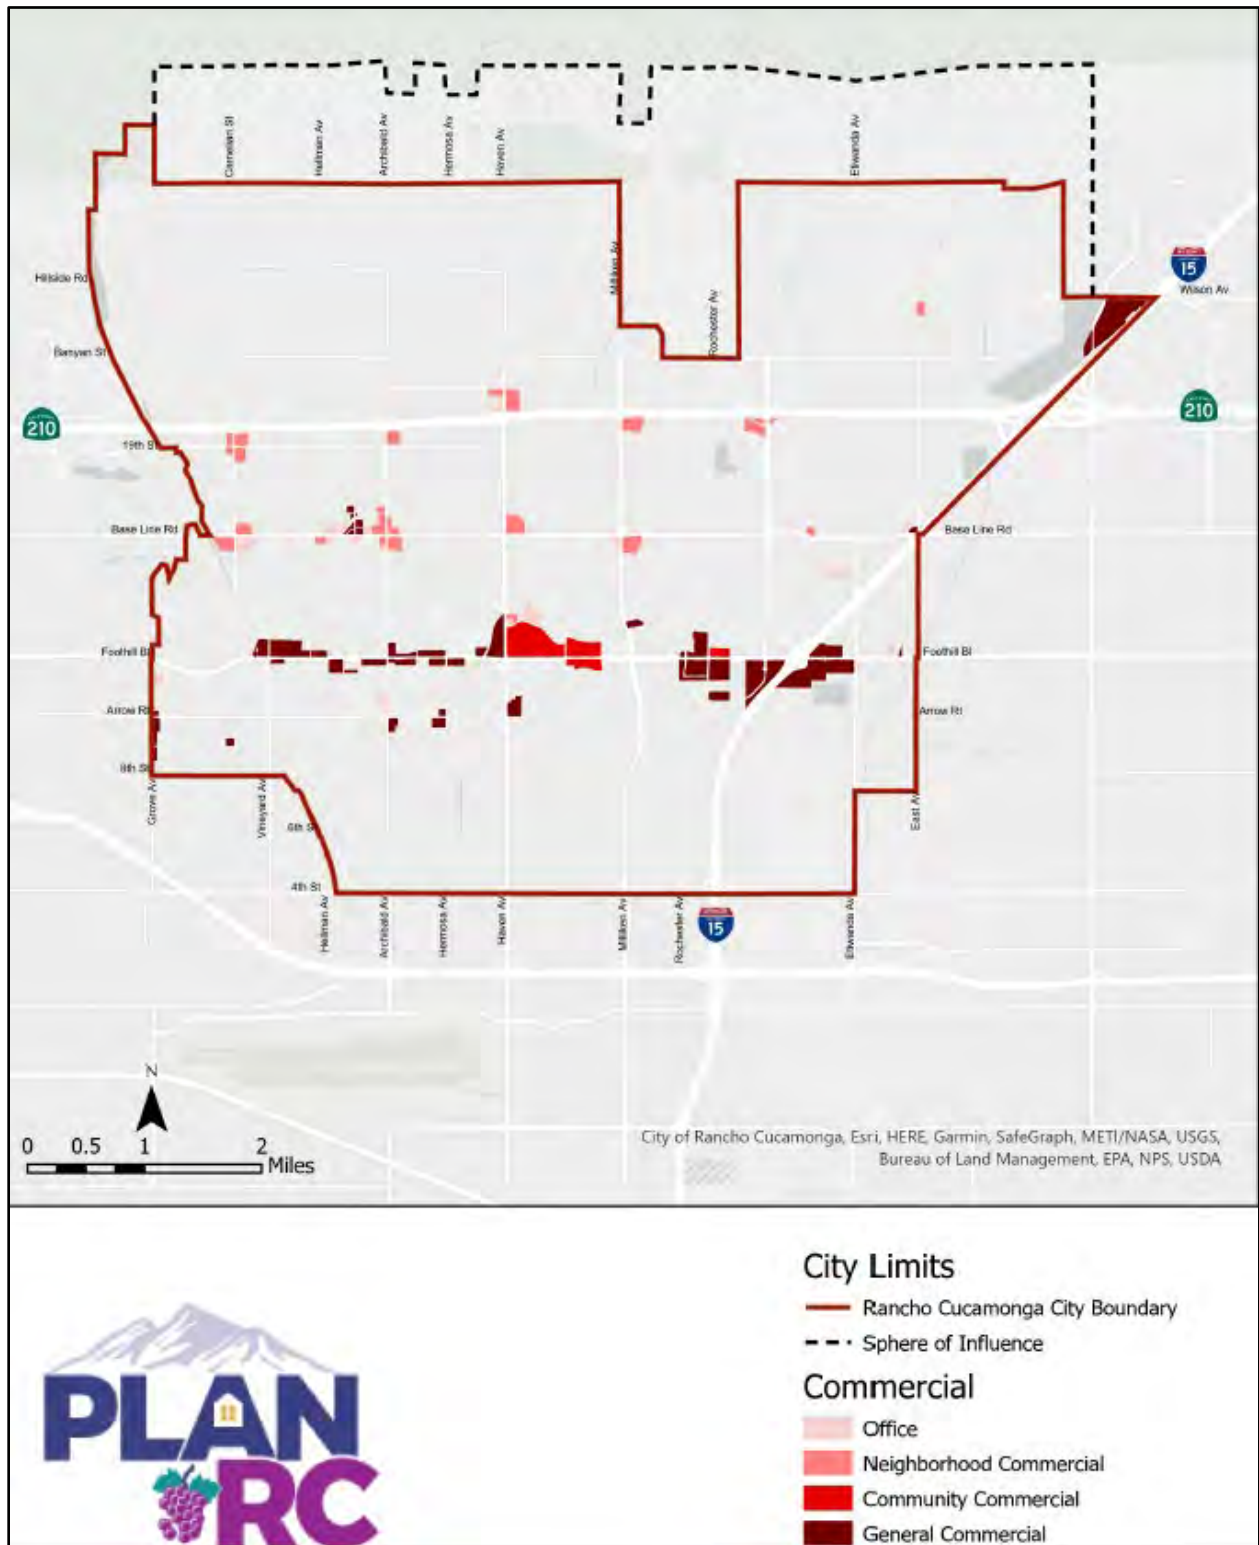 Carnelian St
Hellman Av
Archibald Av
Hermosa Av
Haven Av
Etiwanda Av
Milliken Av
Rochester Av
Hillside Rd
15
Wilson Av
Banyan St
210
210
19th St
Base Line Rd
Base Line Rd
Foothill Bl
Foothill Bl
Arrow Rt
Arrow Rt
8th St
Grove Av
Vineyard Av
6th St
East Av
4th St
Hellman Av
Archibald Av
Hermosa Av
Haven Av
Milliken Av
Rochester Av
15
Etiwanda Av
N
0 0.5 1 2
Miles
City of Rancho Cucamonga, Esri, HERE, Garmin, SafeGraph, METI/NASA, USGS,
Bureau of Land Management, EPA, NPS, USDA
City Limits
Rancho Cucamonga City Boundary
Sphere of Influence
Commercial
Office
Neighborhood Commercial
Community Commercial
General Commercial
PLAN
RC